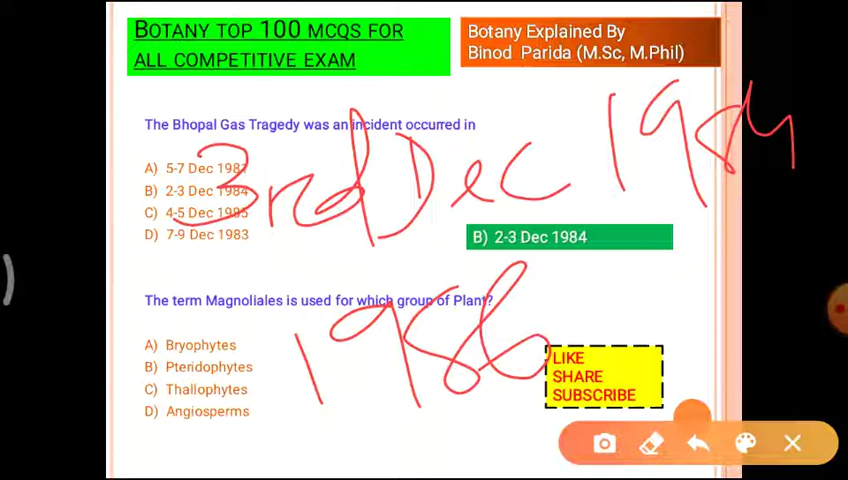 BOTANY TOP 100 MCQS FOR
ALL COMPETITIVE EXAM
Botany Explained By
Binod Parida (M.Sc, M.Phil)
The Bhopal Gas Tragedy was an incident occurred in
A) 5-7 Dec 1981
B) 2-3 Dec 1984
C) 4-5 Dec 1985
D) 7-9 Dec 1983
3rd Dec 1984
B) 2-3 Dec 1984
The term Magnoliales is used for which group of Plant?
A) Bryophytes
B) Pteridophytes
C) Thallophytes
D) Angiosperms
1986
LIKE
SHARE
SUBSCRIBE